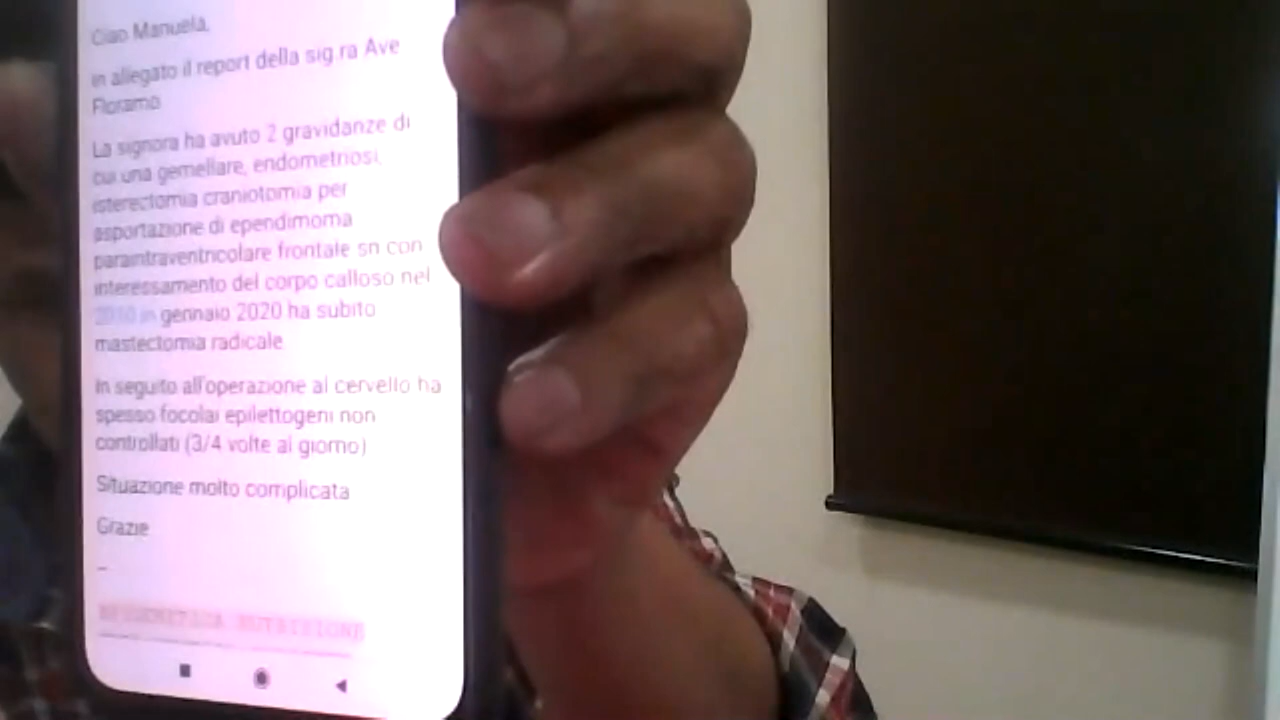 Ciao Manuela,
in allegato il report della sig.ra Ave
Floramo
La signora ha avuto 2 gravidanze di
cui una gemellare, endometriosi,
isterectomia craniotomia per
asportazione di ependimoma
paraintraventricolare frontale sn con
interessamento del corpo calloso nel
2010 in gennaio 2020 ha subito
mastectomia radicale
In seguito all'operazione al cervello ha
spesso focolai epilettogeni non
controllati (3/4 volte al giorno)
Situazione molto complicata
Grazie
--